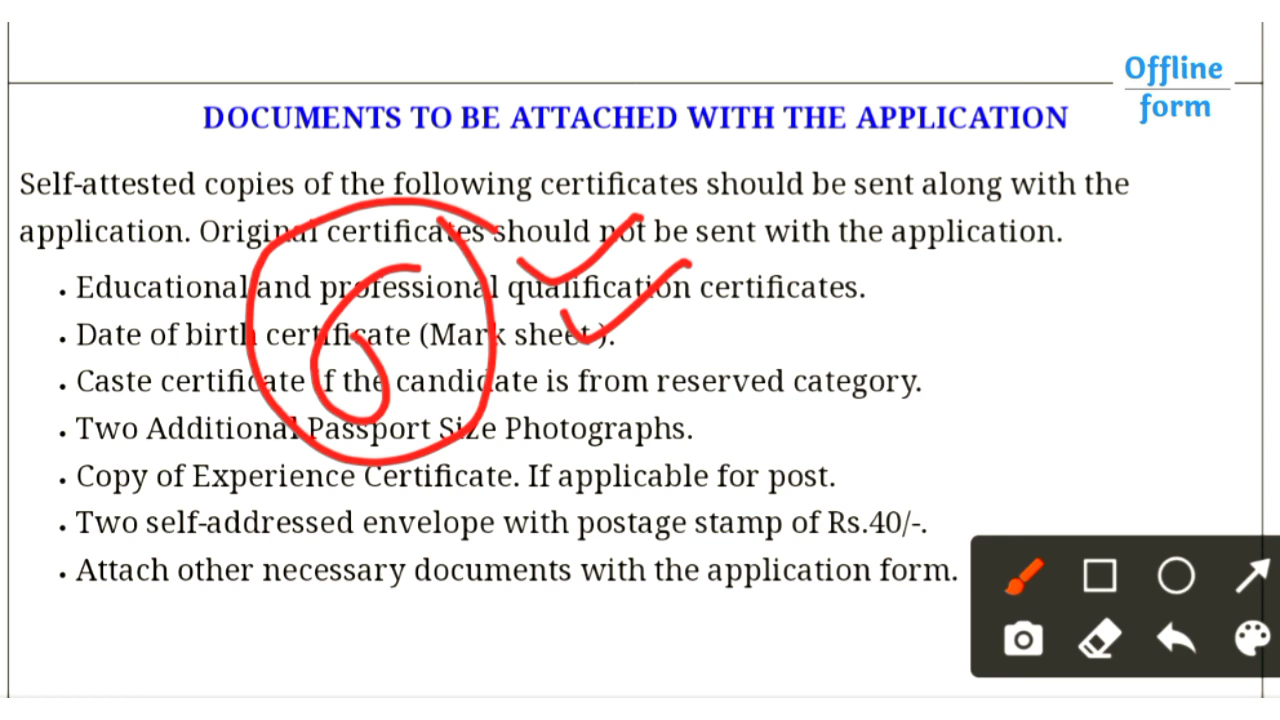 Offline
form
DOCUMENTS TO BE ATTACHED WITH THE APPLICATION
Self-attested copies of the following certificates should be sent along with the
application. Original certificates should not be sent with the application.
• Educational and professional qualification certificates.
• Date of birth certificate (Mark sheet ).
• Caste certificate if the candidate is from reserved category.
• Two Additional Passport Size Photographs.
• Copy of Experience Certificate. If applicable for post.
• Two self-addressed envelope with postage stamp of Rs.40/-.
• Attach other necessary documents with the application form.
6